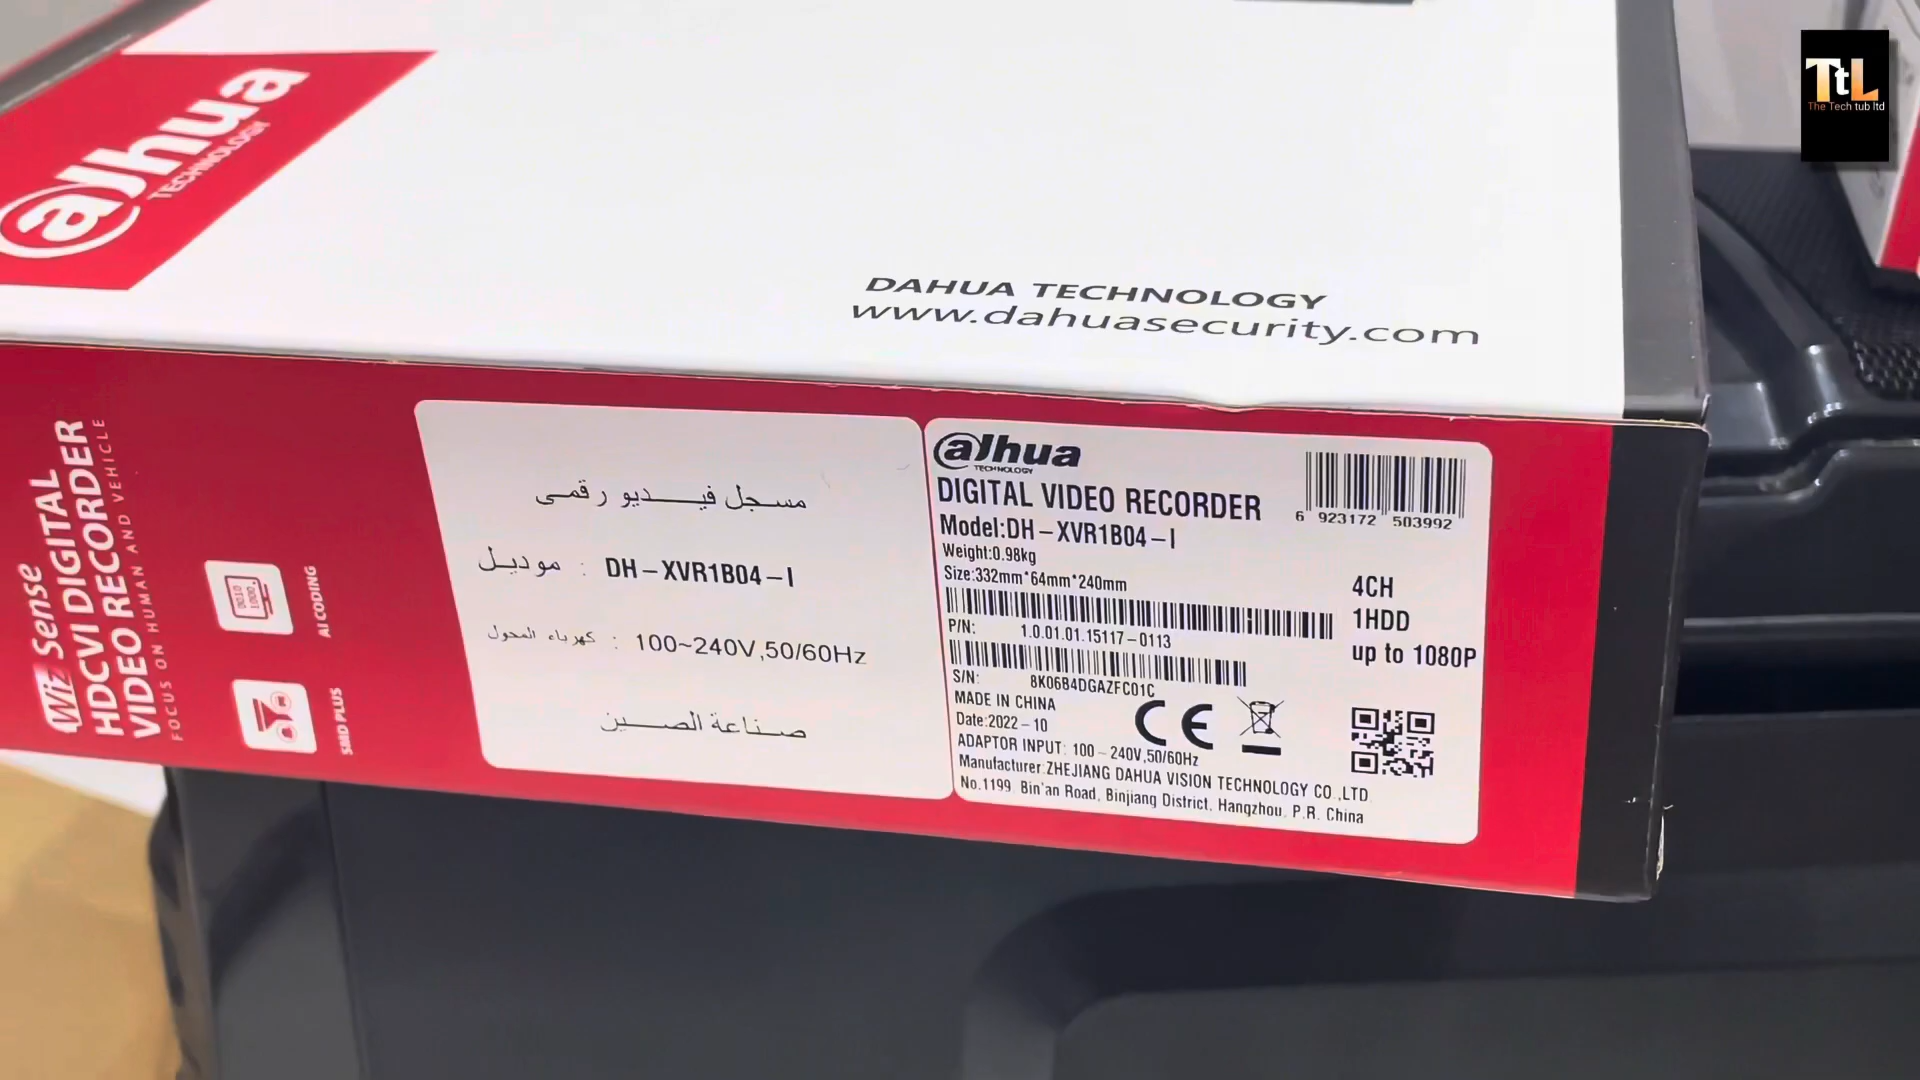 TtL
The Tech tub ltd
alhua
TECHNOLOGY
DAHUA TECHNOLOGY
www.dahuasecurity.com
Wiz Sense
HDCVI DIGITAL
VIDEO RECORDER
FOCUS ON HUMAN AND VEHICLE
AI CODING
SMD PLUS
مسجل فيديو رقمى
موديل : DH-XVR1B04-I
كهرباء المحول : 100~240V,50/60Hz
صناعة الصين
alhua
TECHNOLOGY
DIGITAL VIDEO RECORDER
Model:DH-XVR1B04-I
Weight:0.98kg
Size:332mm*64mm*240mm
P/N: 1.0.01.01.15117-0113
S/N: 8K06B4DGAZFC01C
MADE IN CHINA
Date:2022-10
ADAPTOR INPUT: 100-240V,50/60Hz
Manufacturer:ZHEJIANG DAHUA VISION TECHNOLOGY CO.,LTD
No.1199, Bin'an Road, Binjiang District, Hangzhou, P.R. China
6 923172 503992
4CH
1HDD
up to 1080P
CE